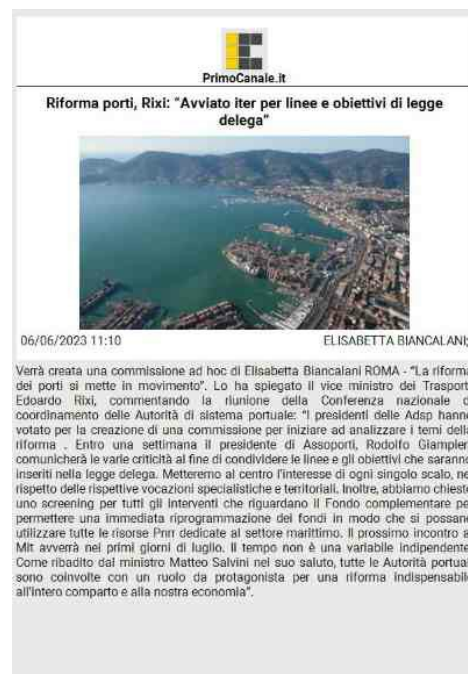 PrimoCanale.it
Riforma porti, Rixi: “Avviato iter per linee e obiettivi di legge
delega”
06/06/2023 11:10 ELISABETTA BIANCALANI;
Verrà creata una commissione ad hoc di Elisabetta Biancalani ROMA - “La riforma
dei porti si mette in movimento”. Lo ha spiegato il vice ministro dei Trasport
Edoardo Rixi, commentando la riunione della Conferenza nazionale d
coordinamento delle Autorità di sistema portuale: “I presidenti delle Adsp hanno
votato per la creazione di una commissione per iniziare ad analizzare i temi della
riforma . Entro una settimana il presidente di Assoporti, Rodolfo Giampier
comunicherà le varie criticità al fine di condividere le linee e gli obiettivi che saranno
inseriti nella legge delega. Metteremo al centro l'interesse di ogni singolo scalo, nel
rispetto delle rispettive vocazioni specialistiche e territoriali. Inoltre, abbiamo chiesto
uno screening per tutti gli interventi che riguardano il Fondo complementare per
permettere una immediata riprogrammazione dei fondi in modo che si possano
utilizzare tutte le risorse Pnrr dedicate al settore marittimo. Il prossimo incontro a
Mit avverrà nei primi giorni di luglio. Il tempo non è una variabile indipendente.
Come ribadito dal ministro Matteo Salvini nel suo saluto, tutte le Autorità portual
sono coinvolte con un ruolo da protagonista per una riforma indispensabile
all'intero comparto e alla nostra economia”.